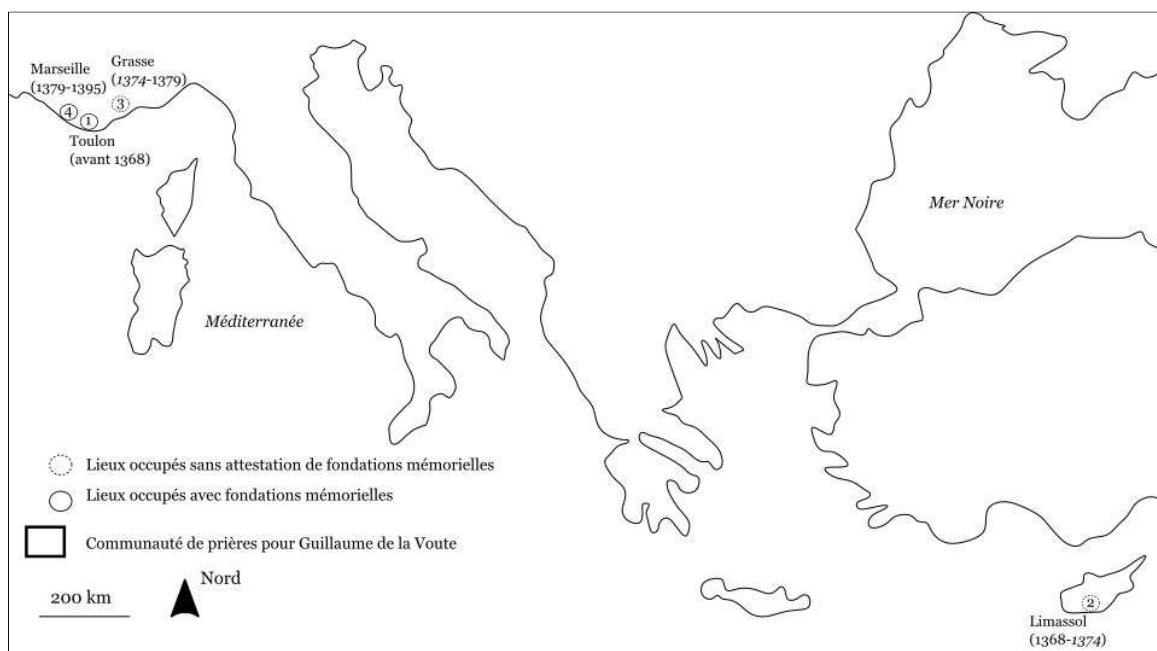 Marseille
(1379-1395)
Grasse
(1374-1379)
4
1
3
Toulon
(avant 1368)
Mer Noire
Méditerranée
Lieux occupés sans attestation de fondations mémorielles
Lieux occupés avec fondations mémorielles
Communauté de prières pour Guillaume de la Voute
200 km
Nord
2
Limassol
(1368-1374)